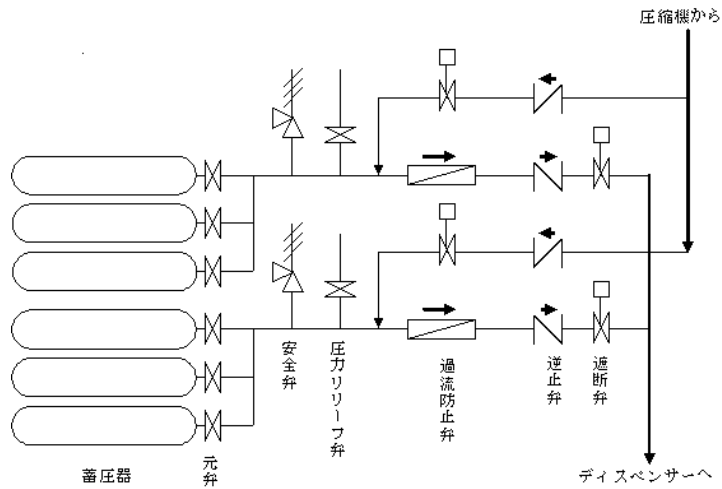 圧縮機から
安全弁
圧力リリーフ弁
過流防止弁
逆止弁
遮断弁
蓄圧器
元弁
ディスペンサーへ